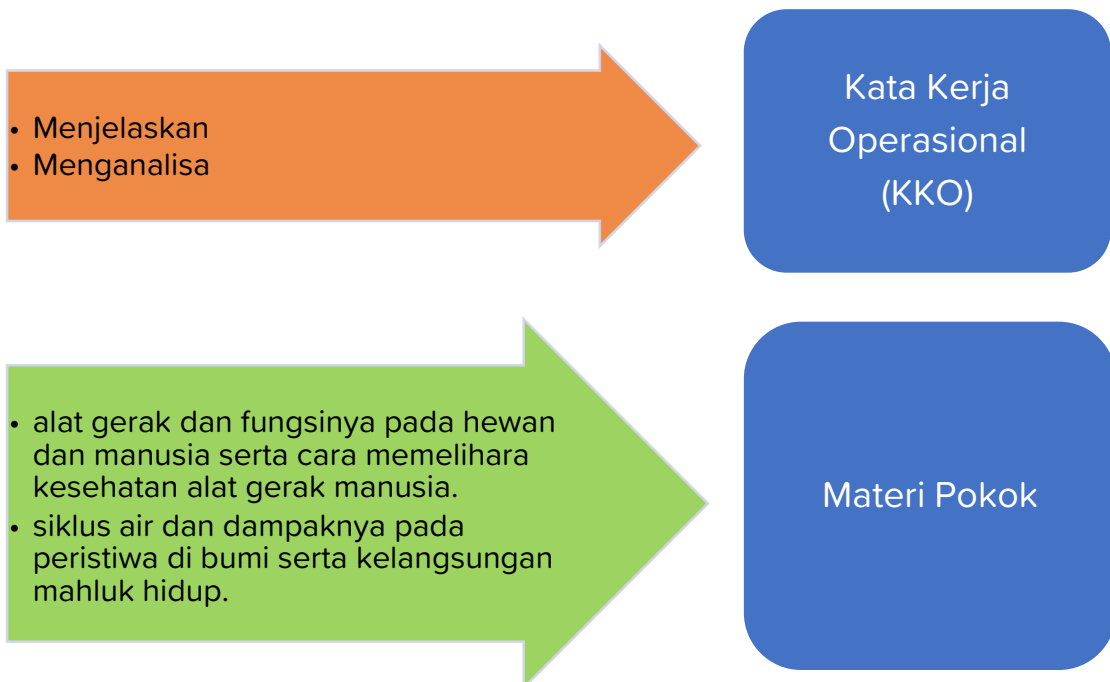 • Menjelaskan
• Menganalisa
Kata Kerja
Operasional
(KKO)
• alat gerak dan fungsinya pada hewan
dan manusia serta cara memelihara
kesehatan alat gerak manusia.
• siklus air dan dampaknya pada
peristiwa di bumi serta kelangsungan
mahluk hidup.
Materi Pokok